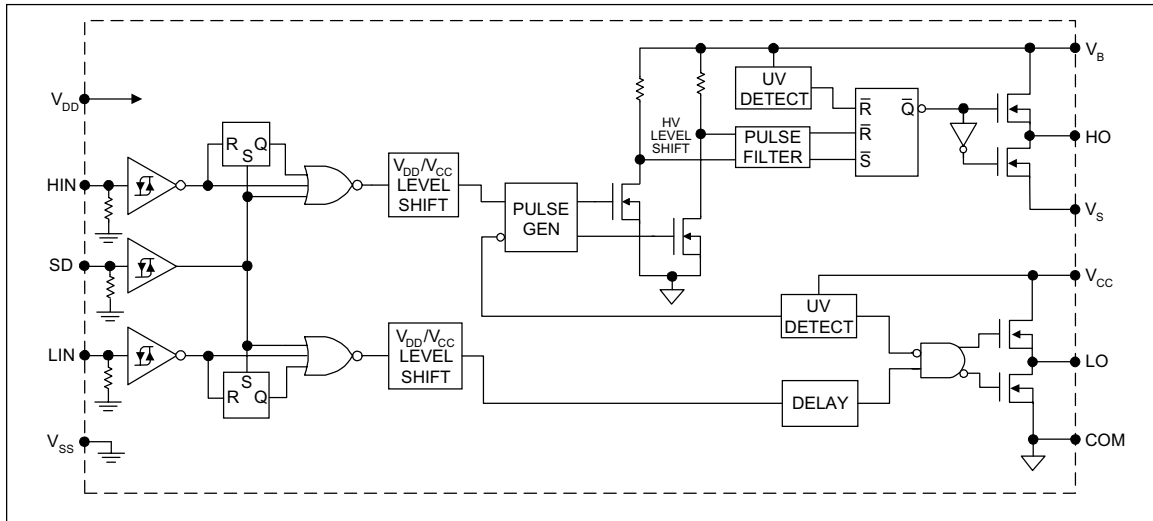 V_B
UV
DETECT
V_DD
R̅ Q̅
HV
LEVEL
SHIFT
R Q
S
PULSE
FILTER
R̅
HO
S̅
V_DD/V_CC
LEVEL
SHIFT
HIN
PULSE
GEN
V_S
SD
V_CC
UV
DETECT
V_DD/V_CC
LEVEL
SHIFT
LIN
LO
S
R Q
DELAY
V_SS
COM